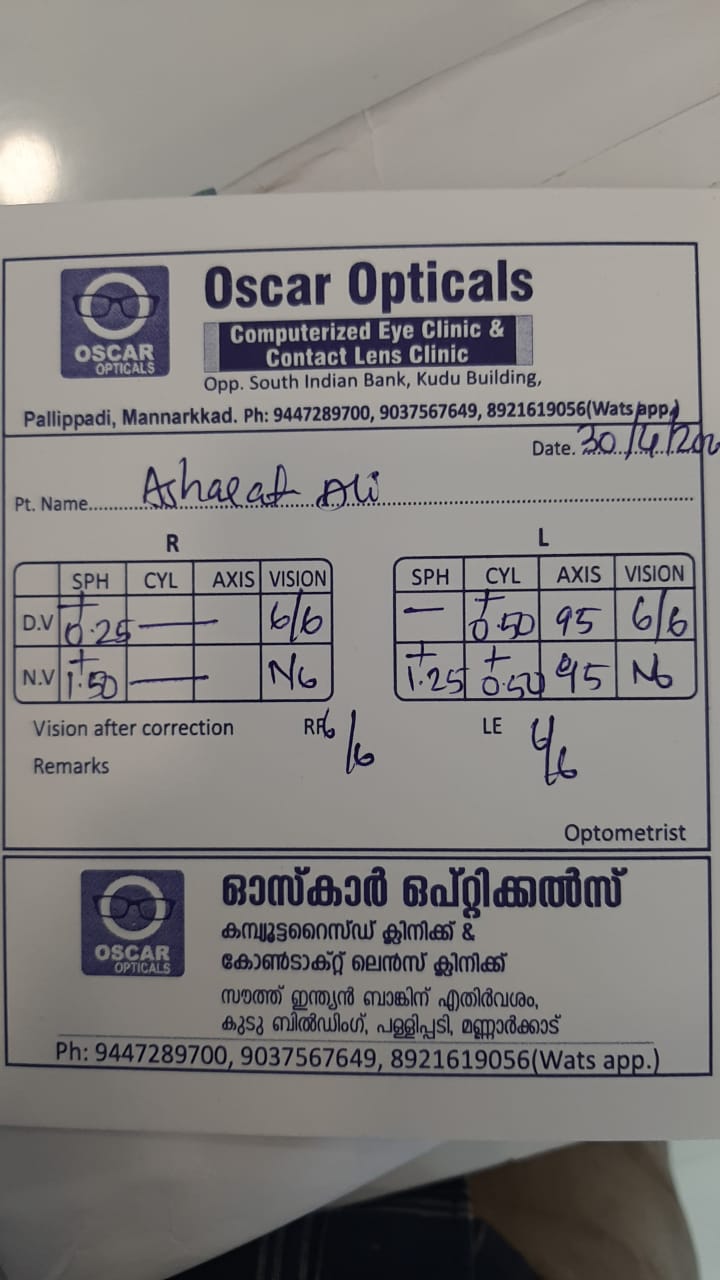 OSCAR
OPTICALS
Oscar Opticals
Computerized Eye Clinic &
Contact Lens Clinic
Opp. South Indian Bank, Kudu Building,
Pallippadi, Mannarkkad. Ph: 9447289700, 9037567649, 8921619056(Wats app.)
Date. 30/4/20
Pt. Name Ali
R L
SPH CYL AXIS VISION SPH CYL AXIS VISION
D.V +0.25 — 6/6 — +0.50 95 6/6
N.V +1.50 — N6 +1.25 +0.50 95 N6
Vision after correction RE 6/6 LE 6/6
Remarks
Optometrist
OSCAR
OPTICALS
ഓസ്കാർ ഒപ്റ്റിക്കൽസ്
കമ്പ്യൂട്ടറൈസ്ഡ് ക്ലിനിക്ക് &
കോൺടാക്റ്റ് ലെൻസ് ക്ലിനിക്ക്
സൗത്ത് ഇന്ത്യൻ ബാങ്കിന് എതിർവശം,
കുടു ബിൽഡിംഗ്, പള്ളിപ്പടി, മണ്ണാർക്കാട്
Ph: 9447289700, 9037567649, 8921619056(Wats app.)